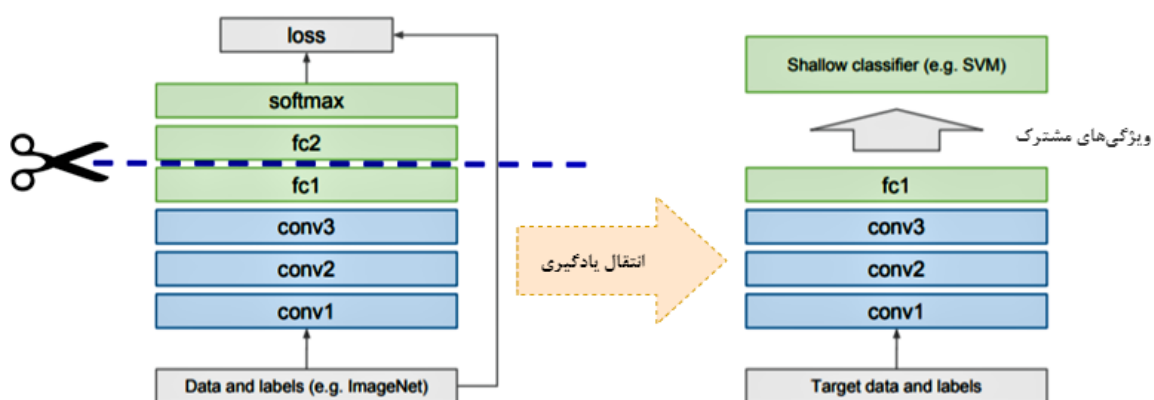 loss
softmax
fc2
fc1
conv3
conv2
conv1
Data and labels (e.g. ImageNet)
انتقال یادگیری
Shallow classifier (e.g. SVM)
ویژگی‌های مشترک
fc1
conv3
conv2
conv1
Target data and labels